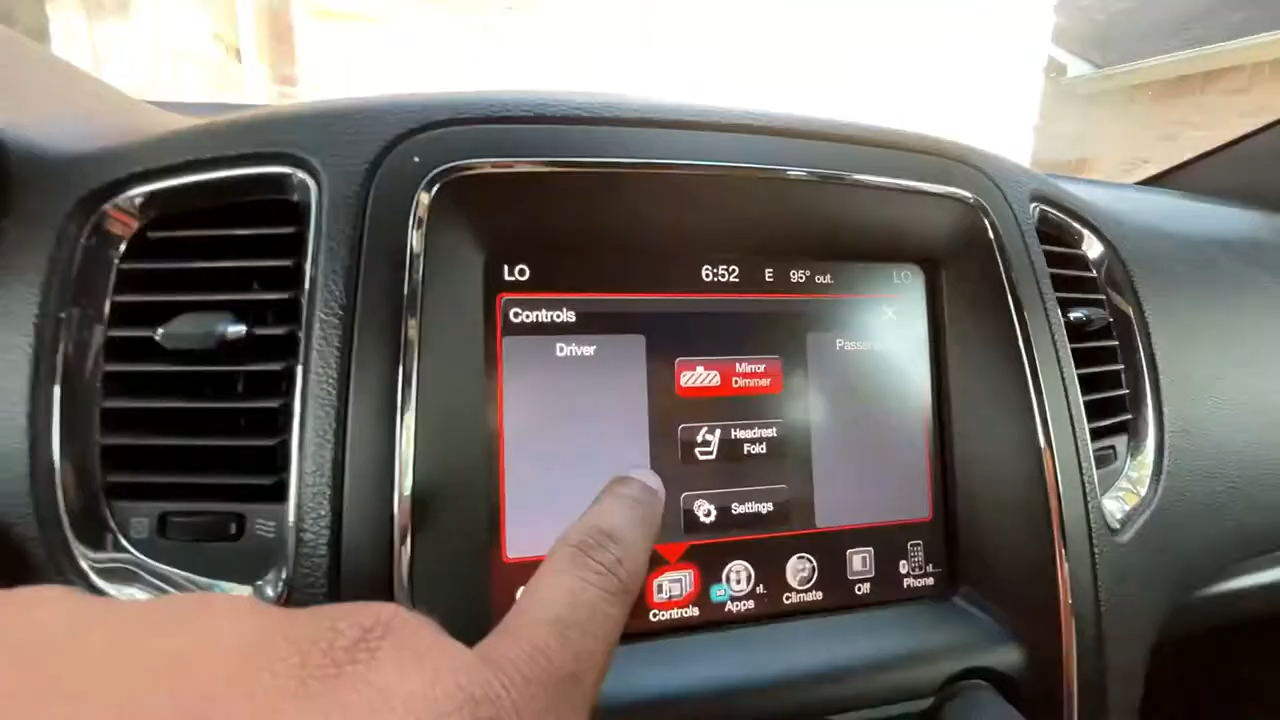 LO 6:52 E 95° out. LO
Controls
Driver
Mirror
Dimmer
Headrest
Fold
Settings
Controls
Apps
Climate
Off
Phone